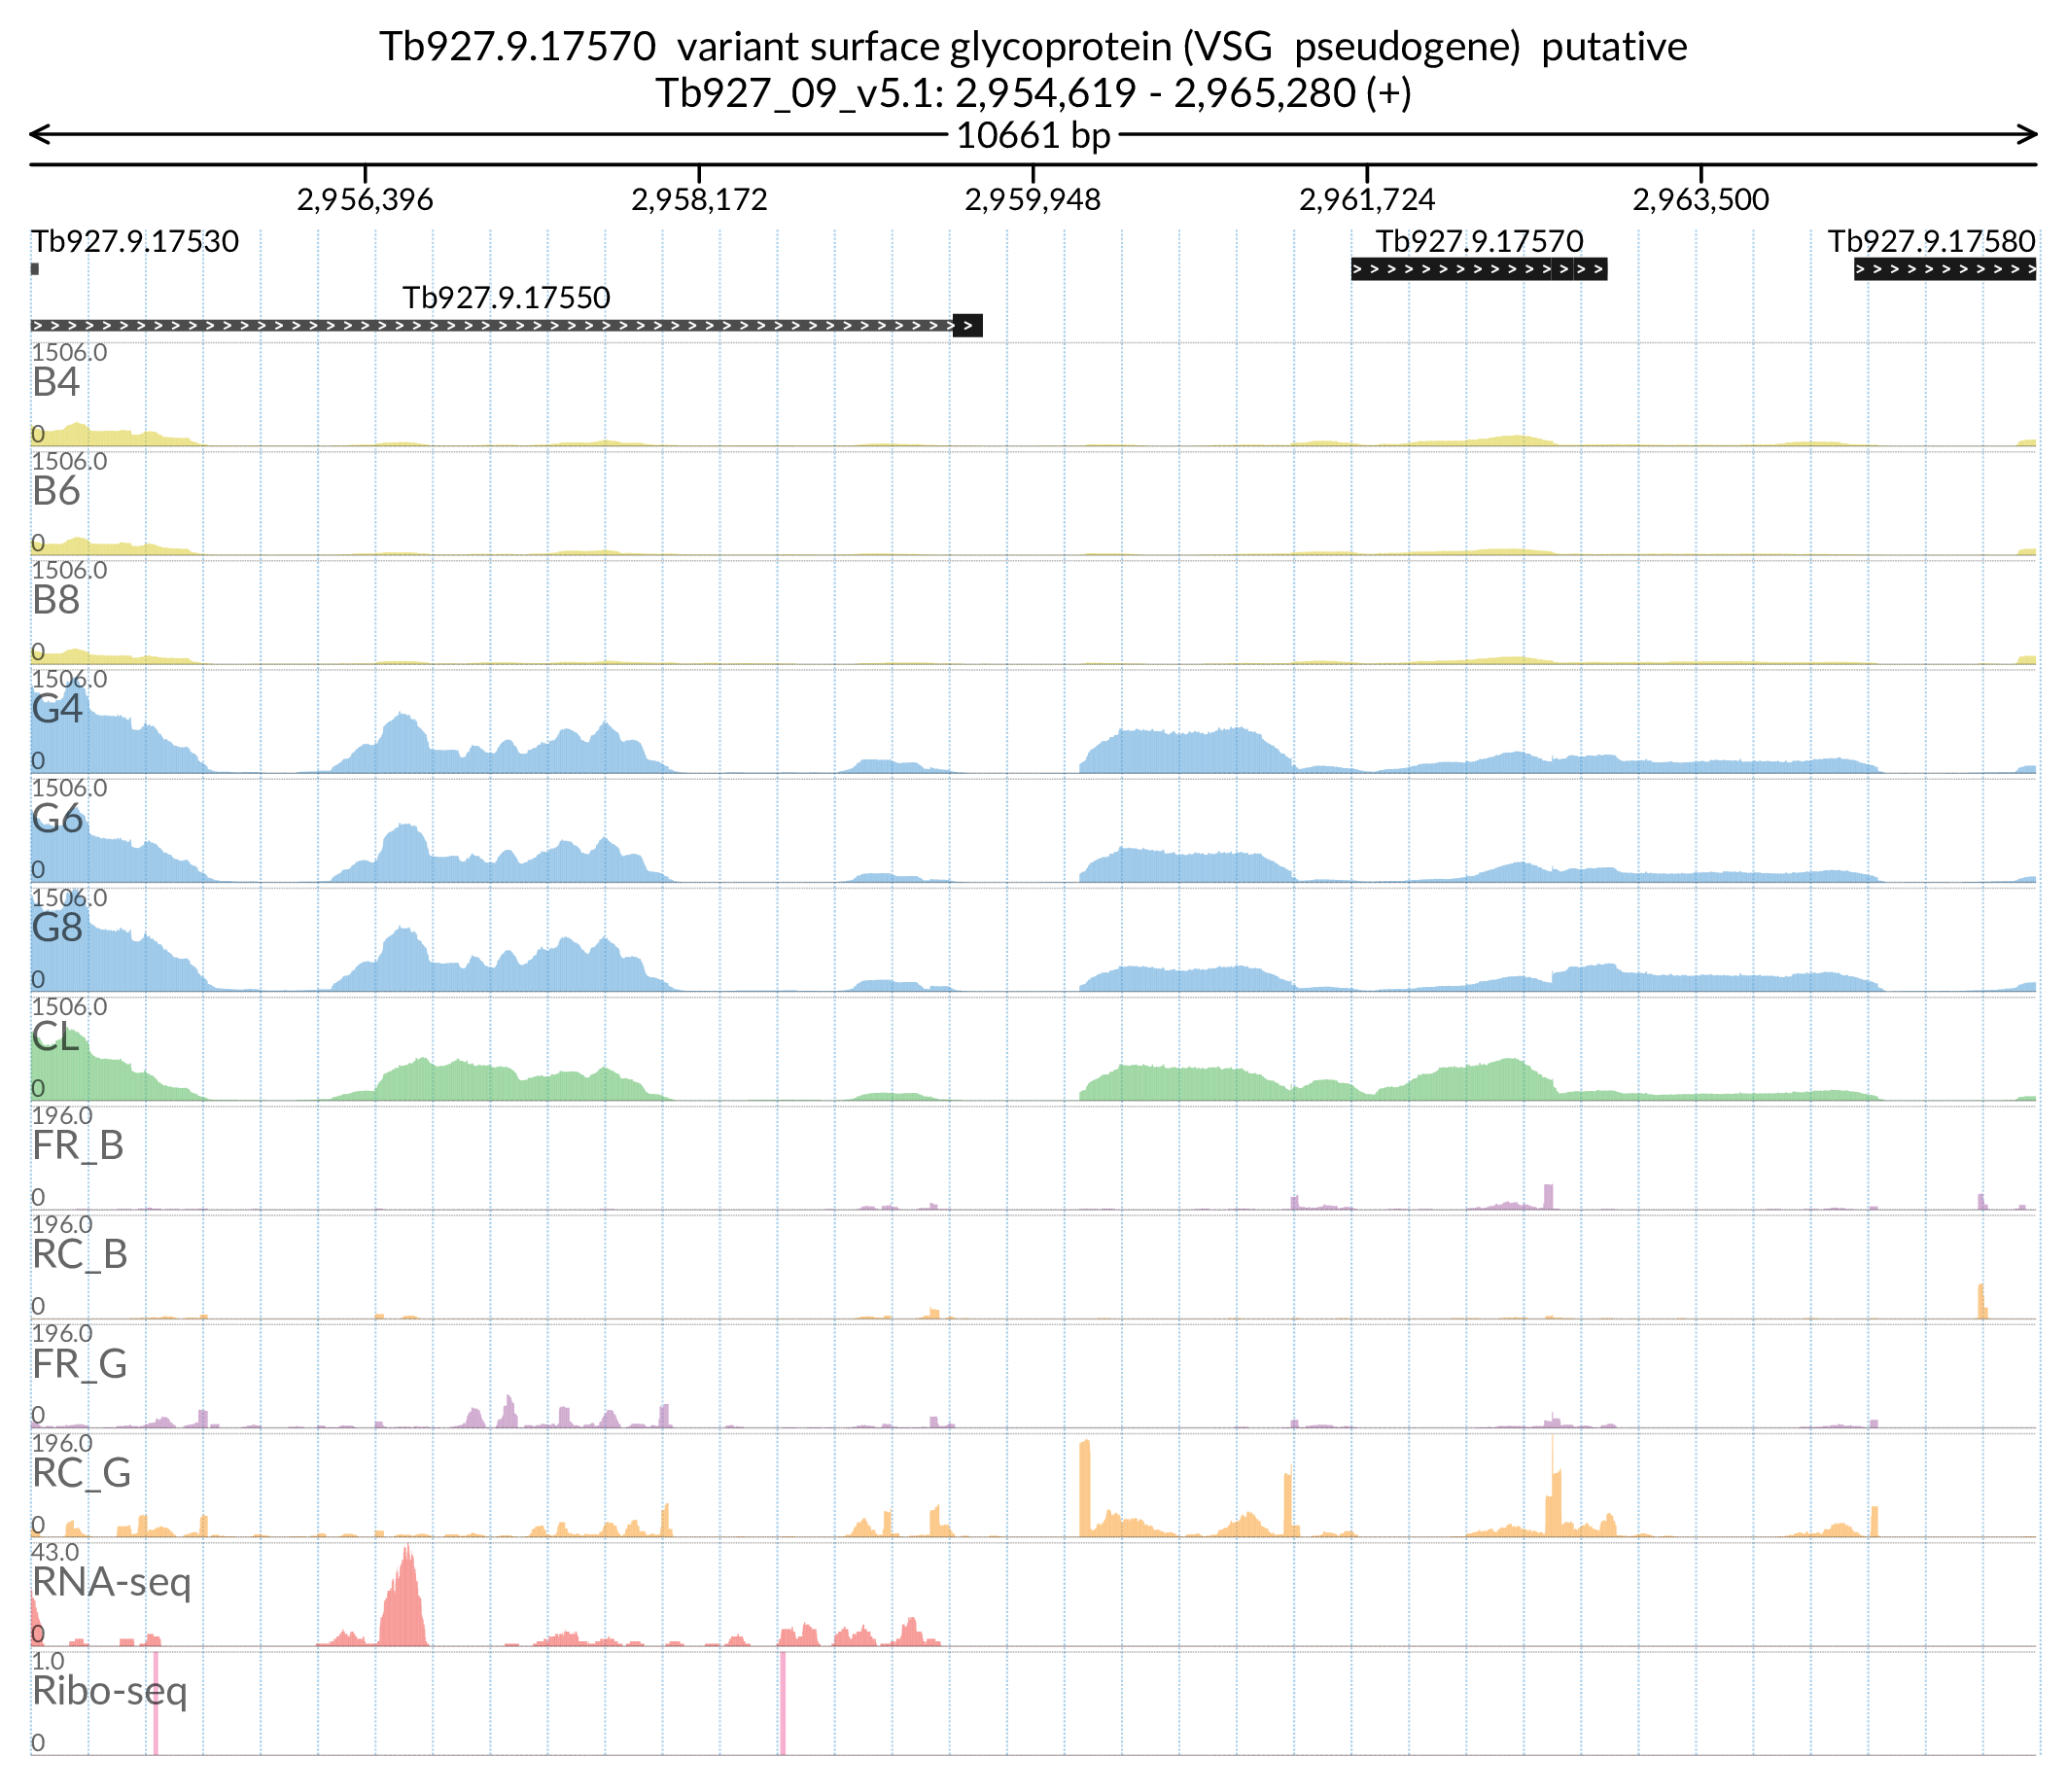 Tb927.9.17570  variant surface glycoprotein (VSG  pseudogene)  putative
Tb927_09_v5.1: 2,954,619 - 2,965,280 (+)
10661 bp
2,956,396 2,958,172 2,959,948 2,961,724 2,963,500
Tb927.9.17530 Tb927.9.17570 Tb927.9.17580
Tb927.9.17550
1506.0
B4
0
1506.0
B6
0
1506.0
B8
0
1506.0
G4
0
1506.0
G6
0
1506.0
G8
0
1506.0
CL
0
196.0
FR_B
0
196.0
RC_B
0
196.0
FR_G
0
196.0
RC_G
0
43.0
RNA-seq
0
1.0
Ribo-seq
0